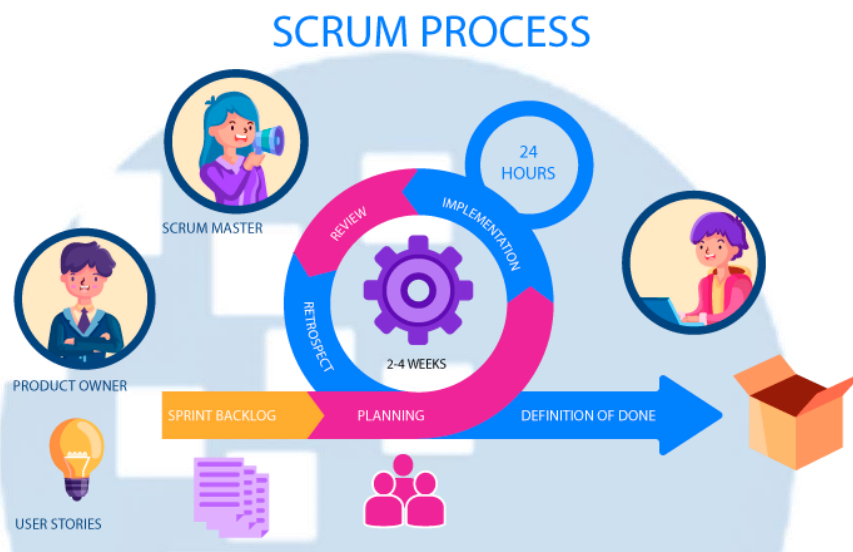 SCRUM PROCESS
24
HOURS
SCRUM MASTER
REVIEW
IMPLEMENTATION
RETROSPECT
2-4 WEEKS
PRODUCT OWNER
SPRINT BACKLOG
PLANNING
DEFINITION OF DONE
USER STORIES